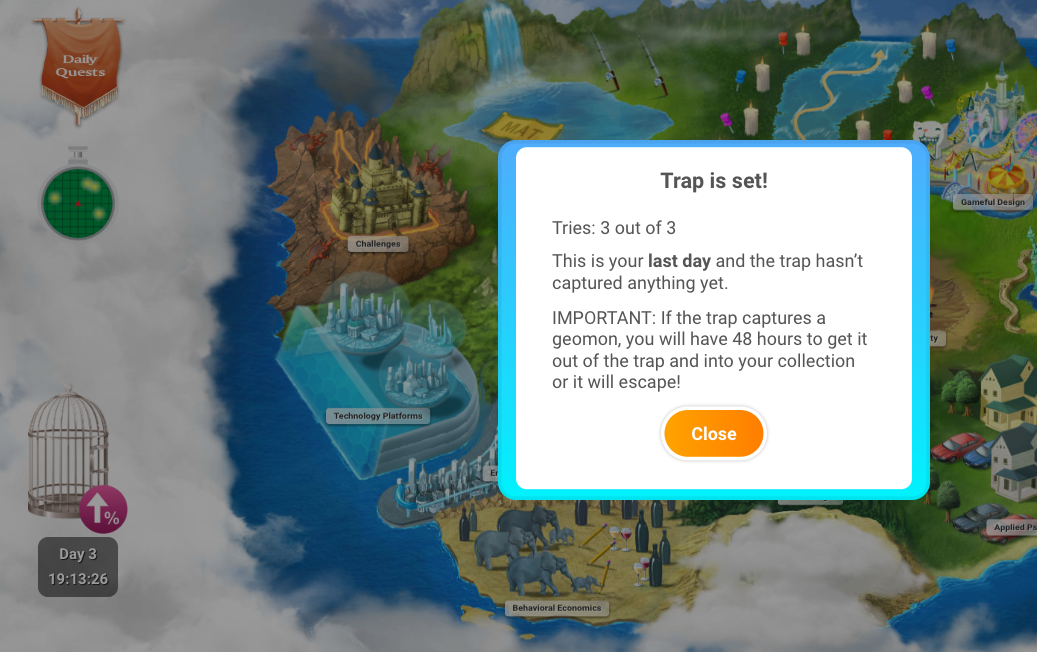 Daily
Quests
MAT
Challenges
Gameful Design
Technology Platforms
Trap is set!
Tries: 3 out of 3
This is your last day and the trap hasn’t
captured anything yet.
IMPORTANT: If the trap captures a
geomon, you will have 48 hours to get it
out of the trap and into your collection
or it will escape!
Close
%
Day 3
19:13:26
Applied Ps
Behavioral Economics